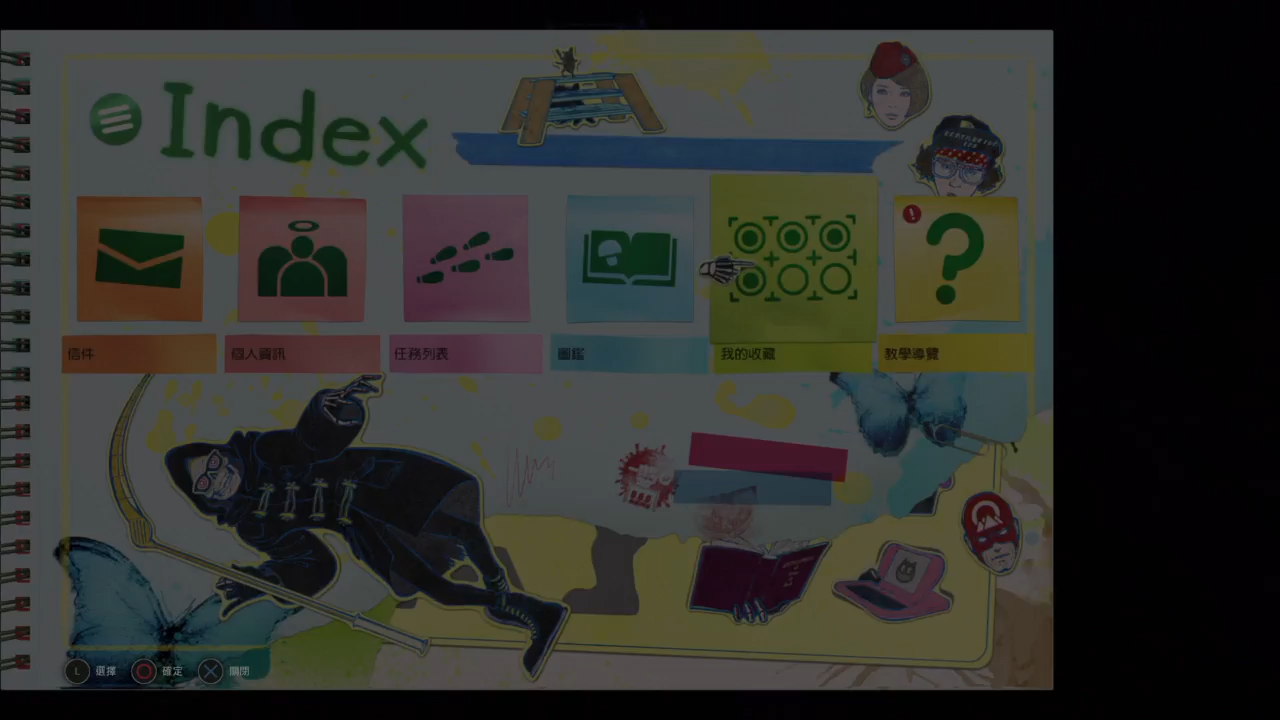 Index
信件
個人資訊
任務列表
圖鑑
我的收藏
教學導覽
L 選擇
確定
關閉